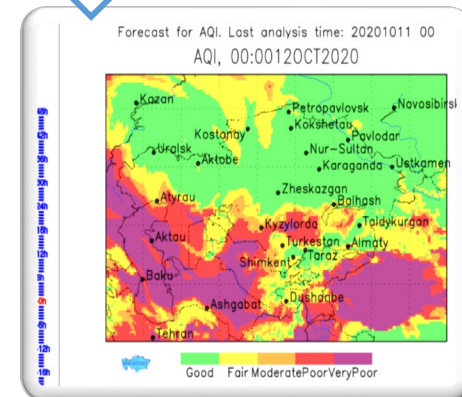 Forecast for AQI. Last analysis time: 20201011 00
AQI, 00:0012OCT2020
Kazan
Petropavlovsk
Novosibirsk
Kostanay
Kokshetau
Pavlodar
Uralsk
Aktobe
Nur-Sultan
Karaganda
Ustkamen
Zheskazgan
Atyrau
Balhash
Aktau
Kyzylorda
Taldykurgan
Turkestan
Almaty
Shimkent
Taraz
Baku
Ashgabat
Dushanbe
Tehran
Good Fair Moderate Poor VeryPoor